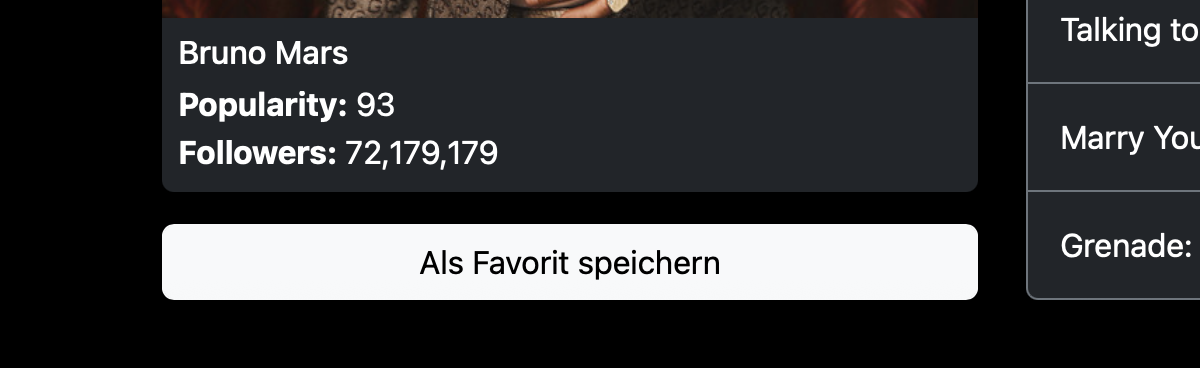 Bruno Mars
Popularity: 93
Followers: 72,179,179
Als Favorit speichern
Talking to
Marry You
Grenade: